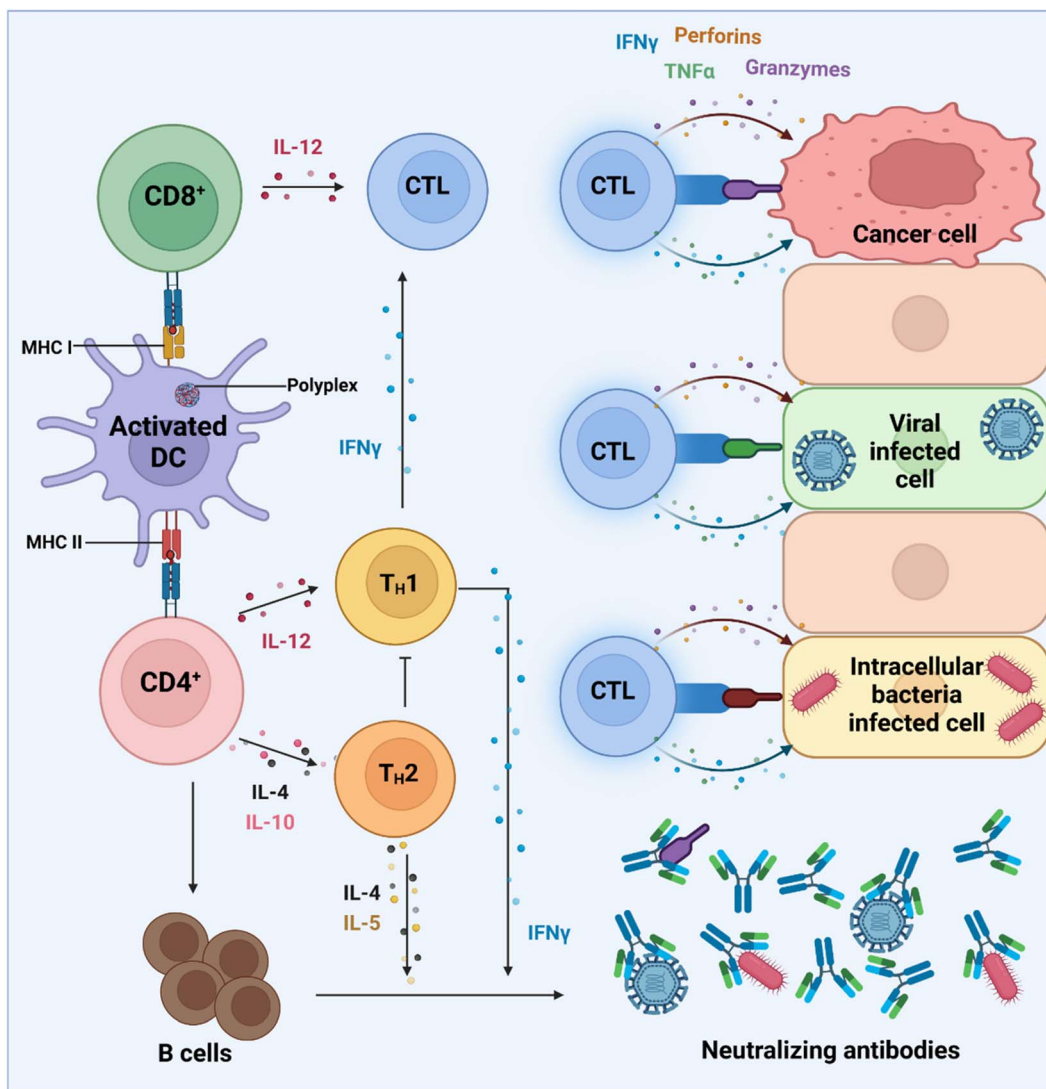 IFNγ
Perforins
TNFα
Granzymes
CD8⁺
IL-12
CTL
CTL
Cancer cell
MHC I
Polyplex
Activated
DC
IFNγ
CTL
Viral
infected
cell
MHC II
T_H1
IL-12
CD4⁺
CTL
Intracellular
bacteria
infected cell
T_H2
IL-4
IL-10
IL-4
IL-5
IFNγ
B cells
Neutralizing antibodies